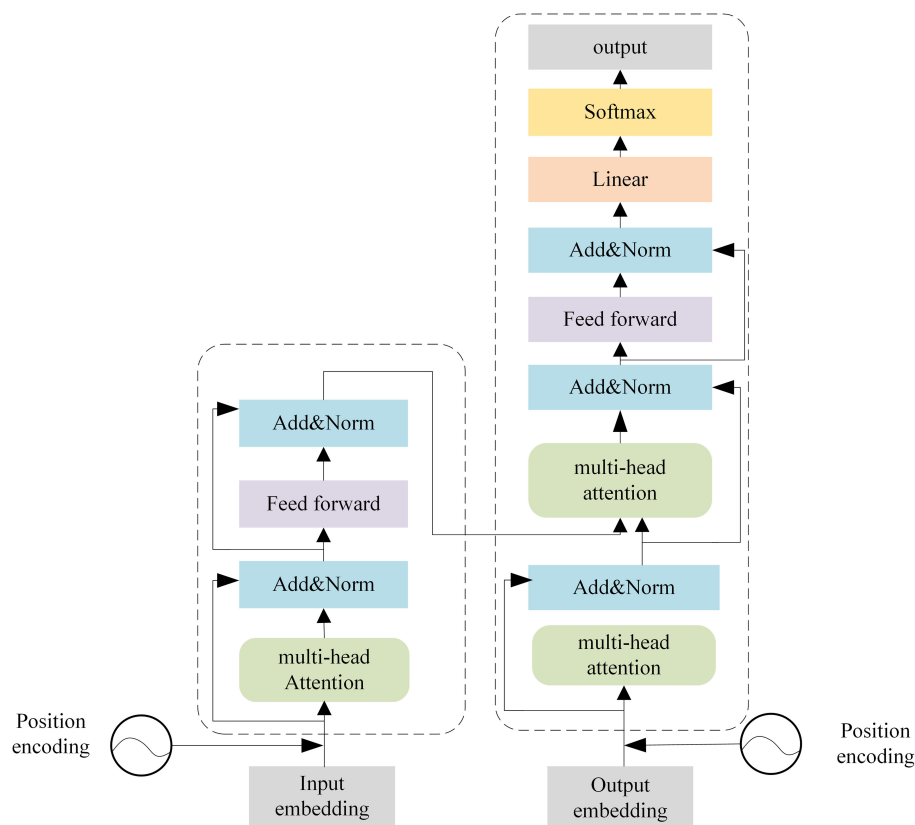 output
Softmax
Linear
Add&Norm
Feed forward
Add&Norm
multi-head
attention
Add&Norm
multi-head
attention
Add&Norm
Feed forward
Add&Norm
multi-head
Attention
Position
encoding
Input
embedding
Output
embedding
Position
encoding